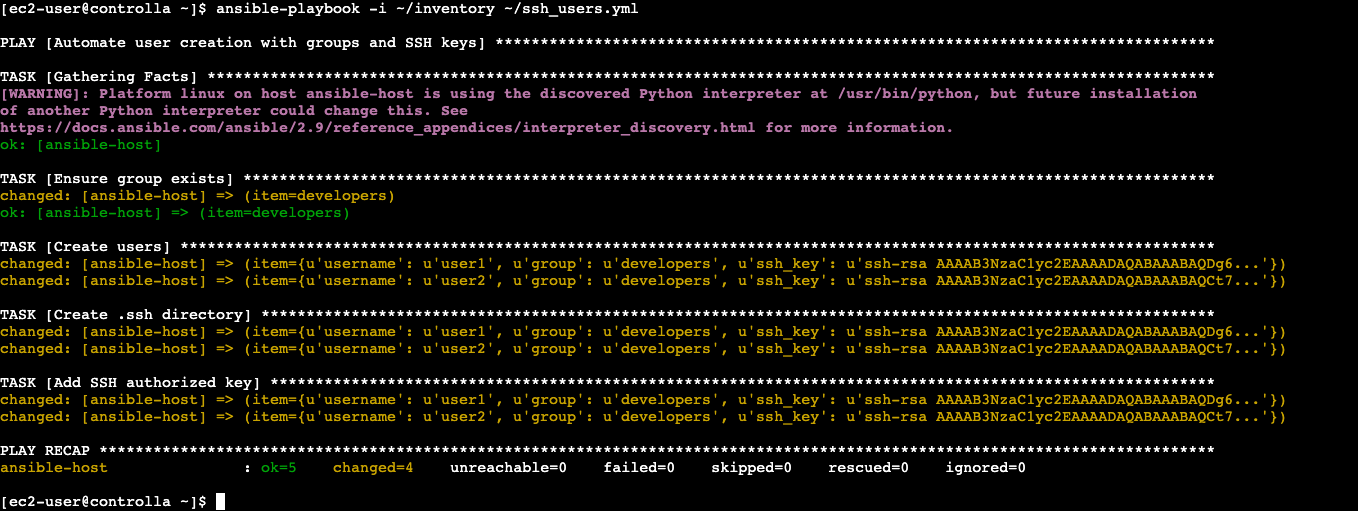 [ec2-user@controlla ~]$ ansible-playbook -i ~/inventory ~/ssh_users.yml
PLAY [Automate user creation with groups and SSH keys] ********************************************************************************
TASK [Gathering Facts] ****************************************************************************************************************
[WARNING]: Platform linux on host ansible-host is using the discovered Python interpreter at /usr/bin/python, but future installation
of another Python interpreter could change this. See
https://docs.ansible.com/ansible/2.9/reference_appendices/interpreter_discovery.html for more information.
ok: [ansible-host]
TASK [Ensure group exists] ************************************************************************************************************
changed: [ansible-host] => (item=developers)
ok: [ansible-host] => (item=developers)
TASK [Create users] *******************************************************************************************************************
changed: [ansible-host] => (item={u'username': u'user1', u'group': u'developers', u'ssh_key': u'ssh-rsa AAAAB3NzaC1yc2EAAAADAQABAAABAQDg6...'})
changed: [ansible-host] => (item={u'username': u'user2', u'group': u'developers', u'ssh_key': u'ssh-rsa AAAAB3NzaC1yc2EAAAADAQABAAABAQCt7...'})
TASK [Create .ssh directory] **********************************************************************************************************
changed: [ansible-host] => (item={u'username': u'user1', u'group': u'developers', u'ssh_key': u'ssh-rsa AAAAB3NzaC1yc2EAAAADAQABAAABAQDg6...'})
changed: [ansible-host] => (item={u'username': u'user2', u'group': u'developers', u'ssh_key': u'ssh-rsa AAAAB3NzaC1yc2EAAAADAQABAAABAQCt7...'})
TASK [Add SSH authorized key] *********************************************************************************************************
changed: [ansible-host] => (item={u'username': u'user1', u'group': u'developers', u'ssh_key': u'ssh-rsa AAAAB3NzaC1yc2EAAAADAQABAAABAQDg6...'})
changed: [ansible-host] => (item={u'username': u'user2', u'group': u'developers', u'ssh_key': u'ssh-rsa AAAAB3NzaC1yc2EAAAADAQABAAABAQCt7...'})
PLAY RECAP ****************************************************************************************************************************
ansible-host               : ok=5    changed=4    unreachable=0    failed=0    skipped=0    rescued=0    ignored=0
[ec2-user@controlla ~]$